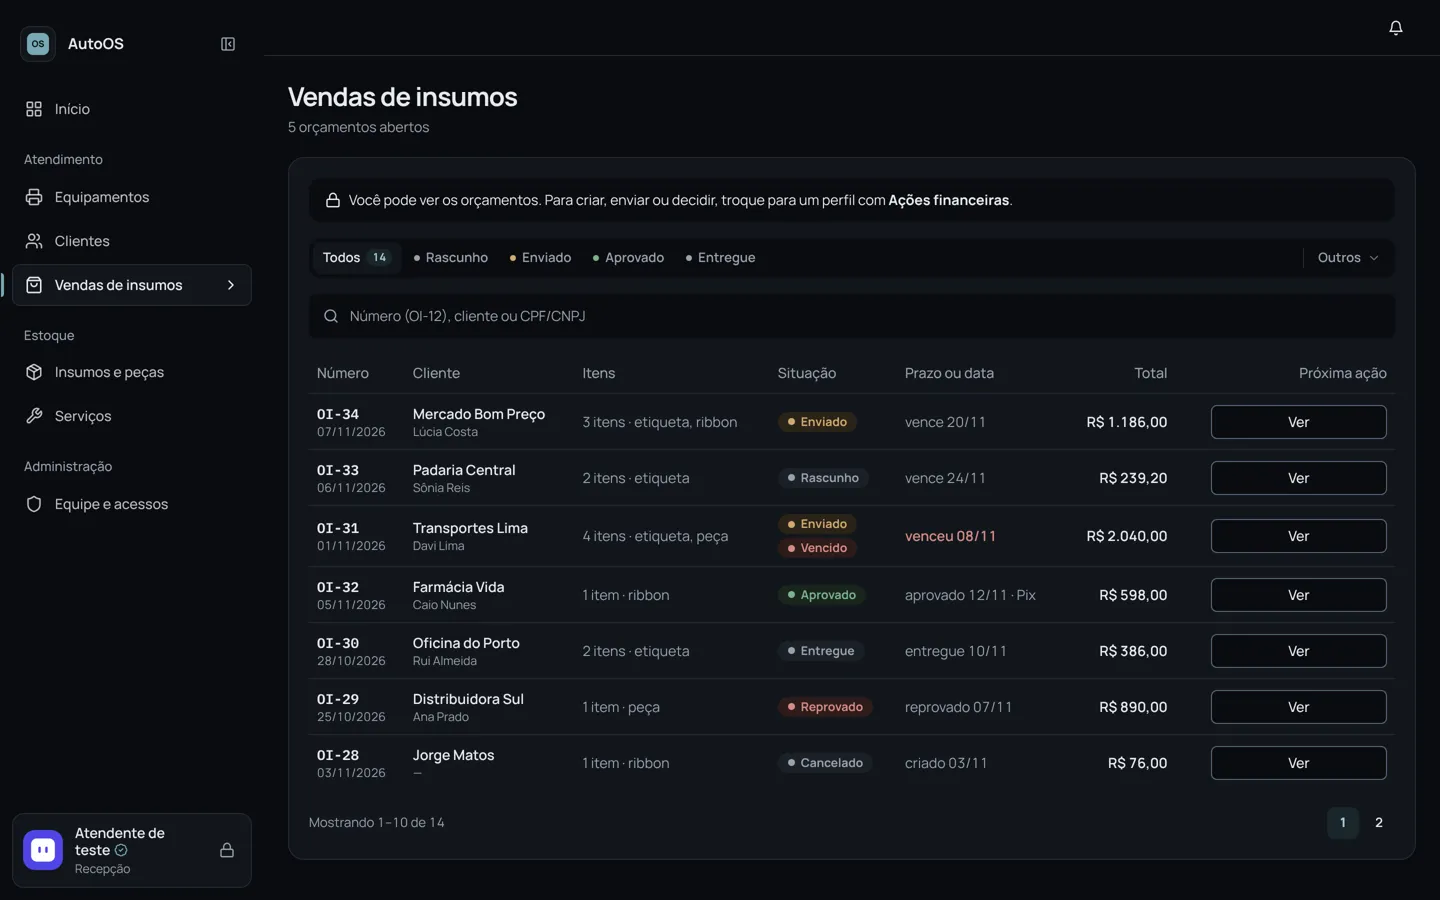 OS
AutoOS
Início
Atendimento
Equipamentos
Clientes
Vendas de insumos
Estoque
Insumos e peças
Serviços
Administração
Equipe e acessos
Atendente de
teste
Recepção
Vendas de insumos
5 orçamentos abertos
Você pode ver os orçamentos. Para criar, enviar ou decidir, troque para um perfil com Ações financeiras.
Todos 14 Rascunho Enviado Aprovado Entregue Outros
Número (OI-12), cliente ou CPF/CNPJ
Número Cliente Itens Situação Prazo ou data Total Próxima ação
OI-34 Mercado Bom Preço 3 itens · etiqueta, ribbon Enviado vence 20/11 R$ 1.186,00 Ver
07/11/2026 Lúcia Costa
OI-33 Padaria Central 2 itens · etiqueta Rascunho vence 24/11 R$ 239,20 Ver
06/11/2026 Sônia Reis
OI-31 Transportes Lima 4 itens · etiqueta, peça Enviado venceu 08/11 R$ 2.040,00 Ver
01/11/2026 Davi Lima Vencido
OI-32 Farmácia Vida 1 item · ribbon Aprovado aprovado 12/11 · Pix R$ 598,00 Ver
05/11/2026 Caio Nunes
OI-30 Oficina do Porto 2 itens · etiqueta Entregue entregue 10/11 R$ 386,00 Ver
28/10/2026 Rui Almeida
OI-29 Distribuidora Sul 1 item · peça Reprovado reprovado 07/11 R$ 890,00 Ver
25/10/2026 Ana Prado
OI-28 Jorge Matos 1 item · ribbon Cancelado criado 03/11 R$ 76,00 Ver
03/11/2026 —
Mostrando 1–10 de 14 1 2